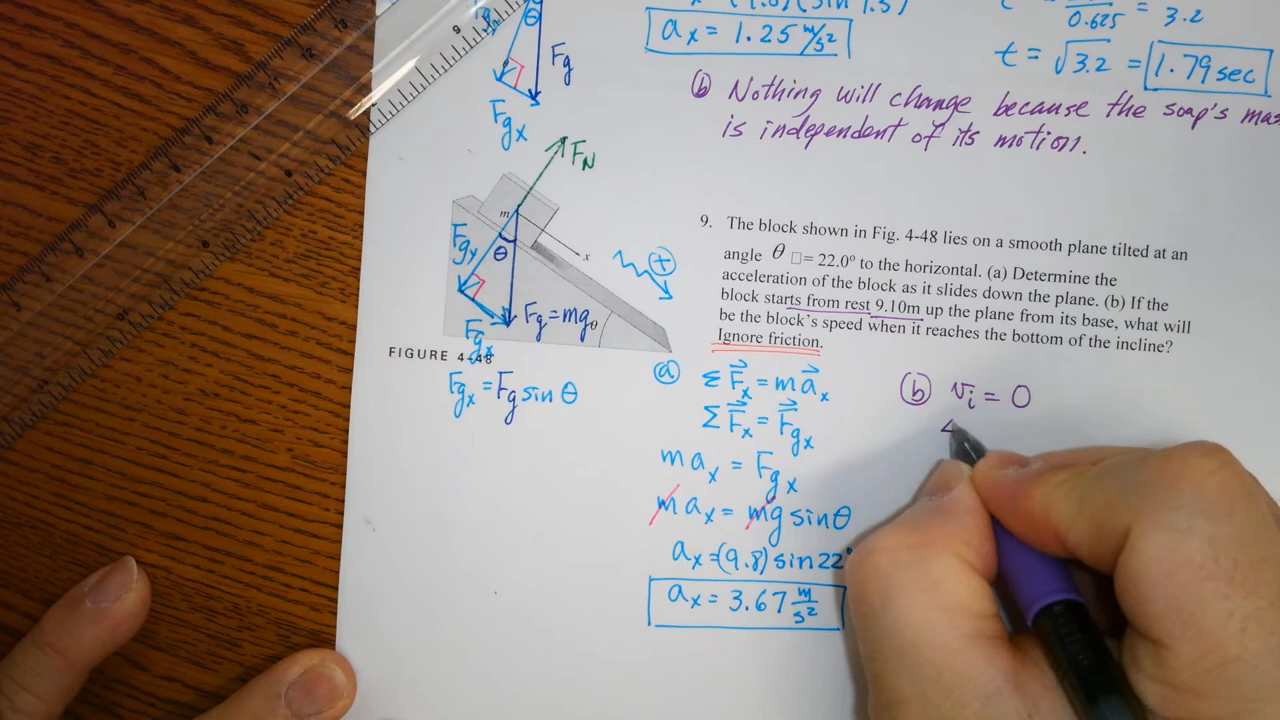 0.625 = 3.2
ax = 1.25 m/s²
t = √3.2 = 1.79 sec
Fg
Fgx
θ
(b) Nothing will change because the soap's mas
is independent of its motion.
FN
m
Fgy
θ
x
+
Fg = mg
θ
Fgx
FIGURE 4-48
Fgx = Fg sin θ
9. The block shown in Fig. 4-48 lies on a smooth plane tilted at an
angle θ □= 22.0° to the horizontal. (a) Determine the
acceleration of the block as it slides down the plane. (b) If the
block starts from rest 9.10m up the plane from its base, what will
be the block's speed when it reaches the bottom of the incline?
Ignore friction.
(a) ΣF⃗x = ma⃗x
ΣF⃗x = F⃗gx
max = Fgx
max = mg sinθ
ax = (9.8) sin 22°
ax = 3.67 m/s²
(b) vi = 0